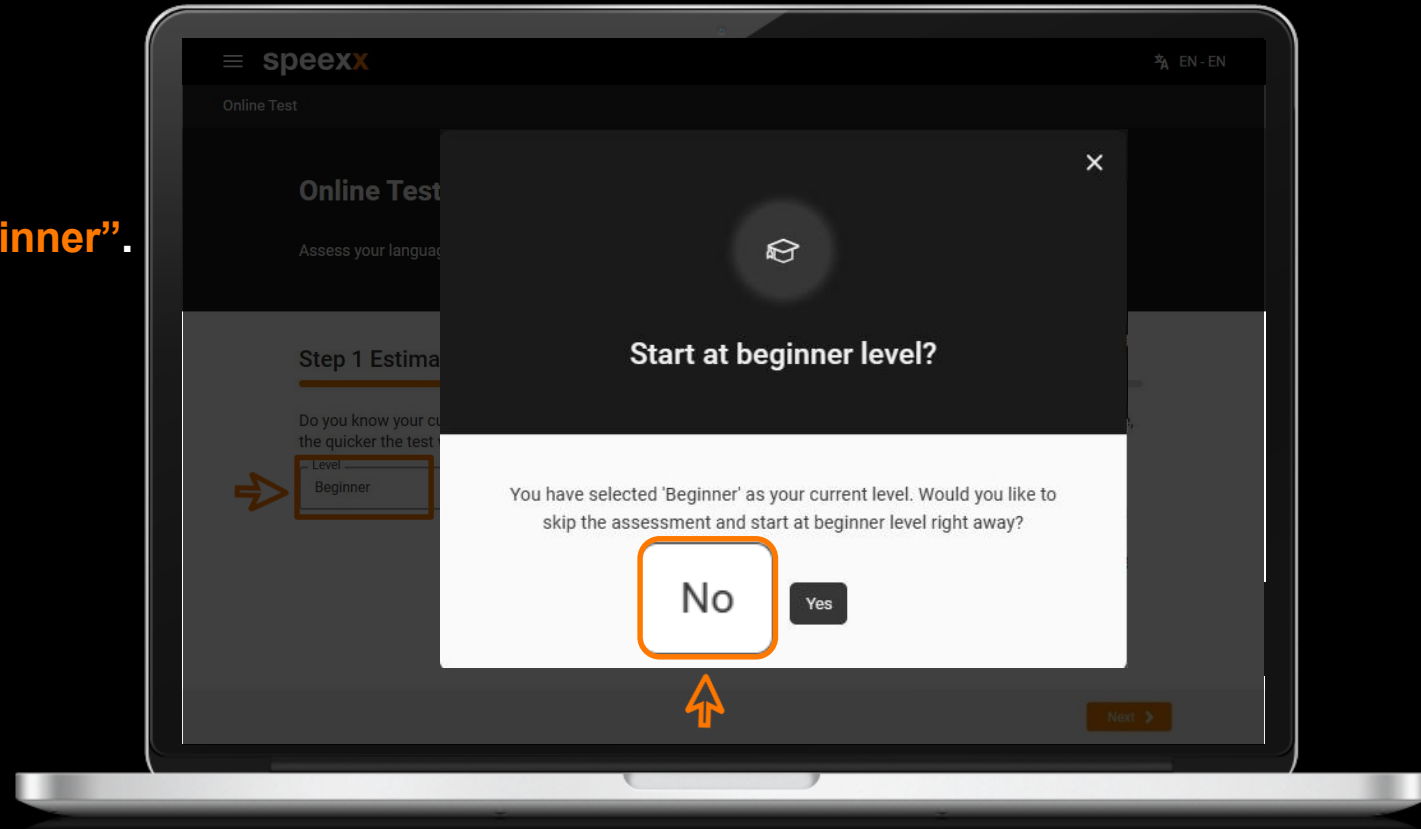 speexx
EN - EN
Online Test
Online Test
inner”.
Assess your languag
Start at beginner level?
Step 1 Estima
Do you know your cu
the quicker the test
Level
Beginner
You have selected 'Beginner' as your current level. Would you like to
skip the assessment and start at beginner level right away?
No
Yes
Next